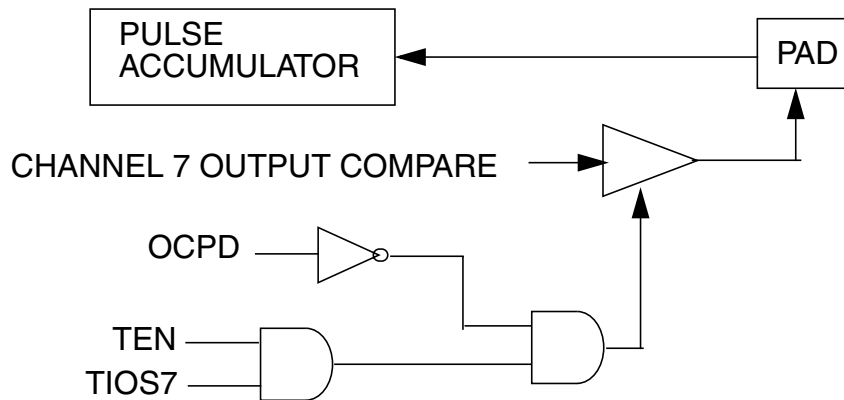 PULSE
ACCUMULATOR
PAD
CHANNEL 7 OUTPUT COMPARE
OCPD
TEN
TIOS7